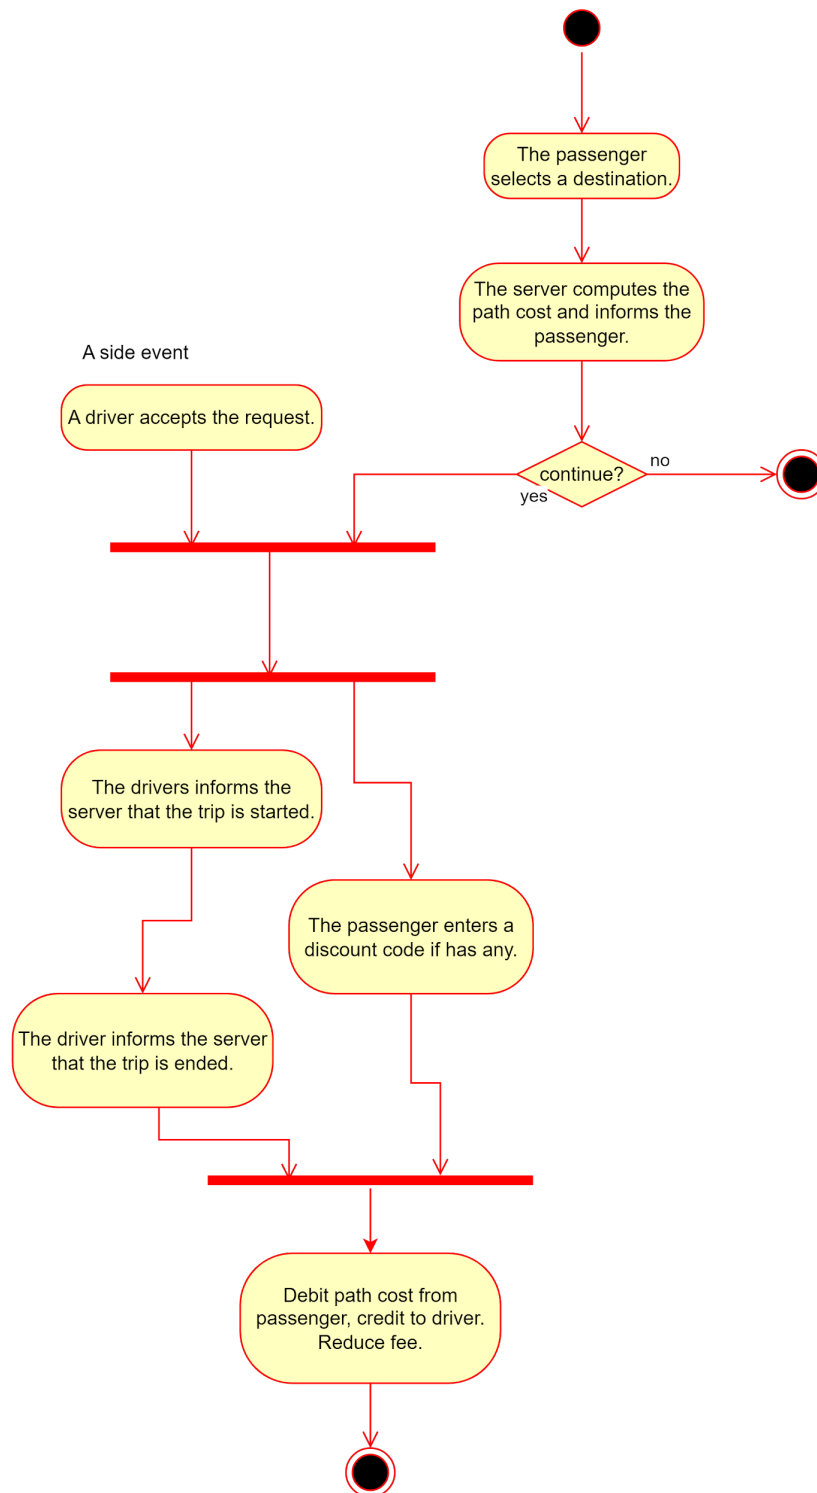 The passenger
selects a destination.
The server computes the
path cost and informs the
passenger.
A side event
A driver accepts the request.
continue?
no
yes
The drivers informs the
server that the trip is started.
The passenger enters a
discount code if has any.
The driver informs the server
that the trip is ended.
Debit path cost from
passenger, credit to driver.
Reduce fee.